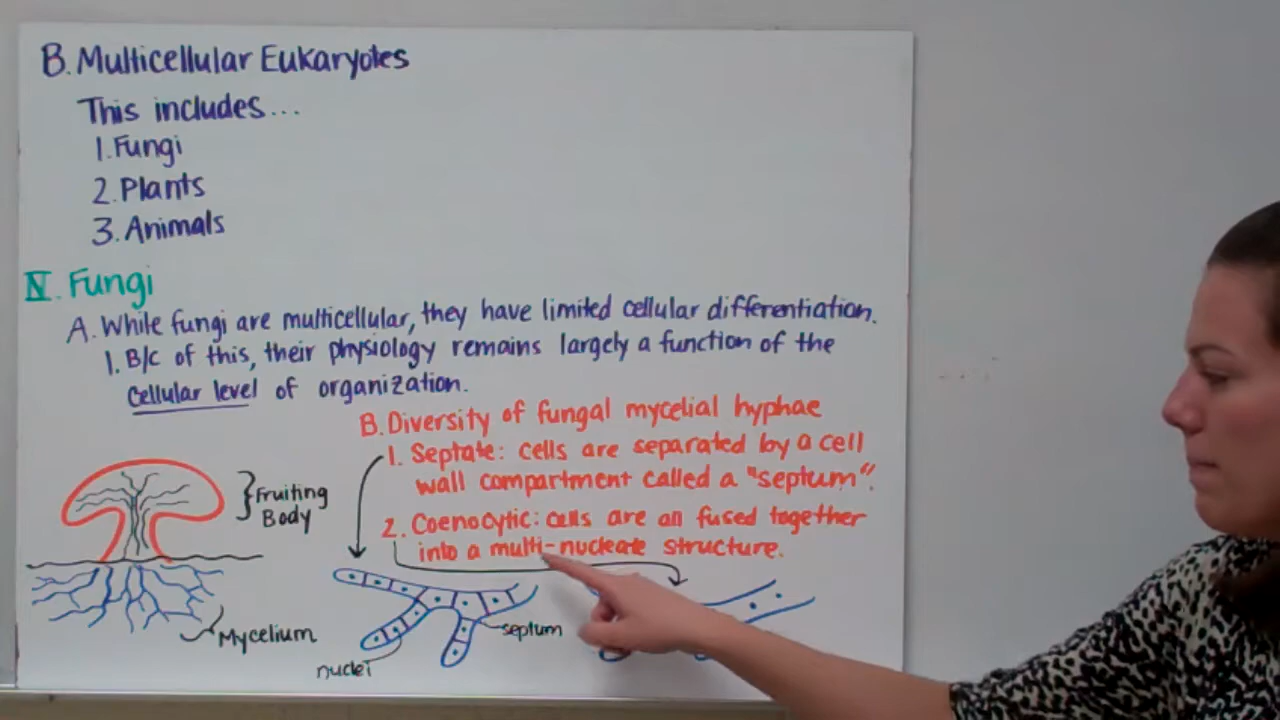 B. Multicellular Eukaryotes
This includes...
1. Fungi
2. Plants
3. Animals
IV. Fungi
A. While fungi are multicellular, they have limited cellular differentiation.
1. B/c of this, their physiology remains largely a function of the
cellular level of organization.
B. Diversity of fungal mycelial hyphae
1. Septate: cells are separated by a cell
wall compartment called a "septum".
2. Coenocytic: cells are all fused together
into a multi-nucleate structure.
Fruiting
Body
Mycelium
septum
nuclei